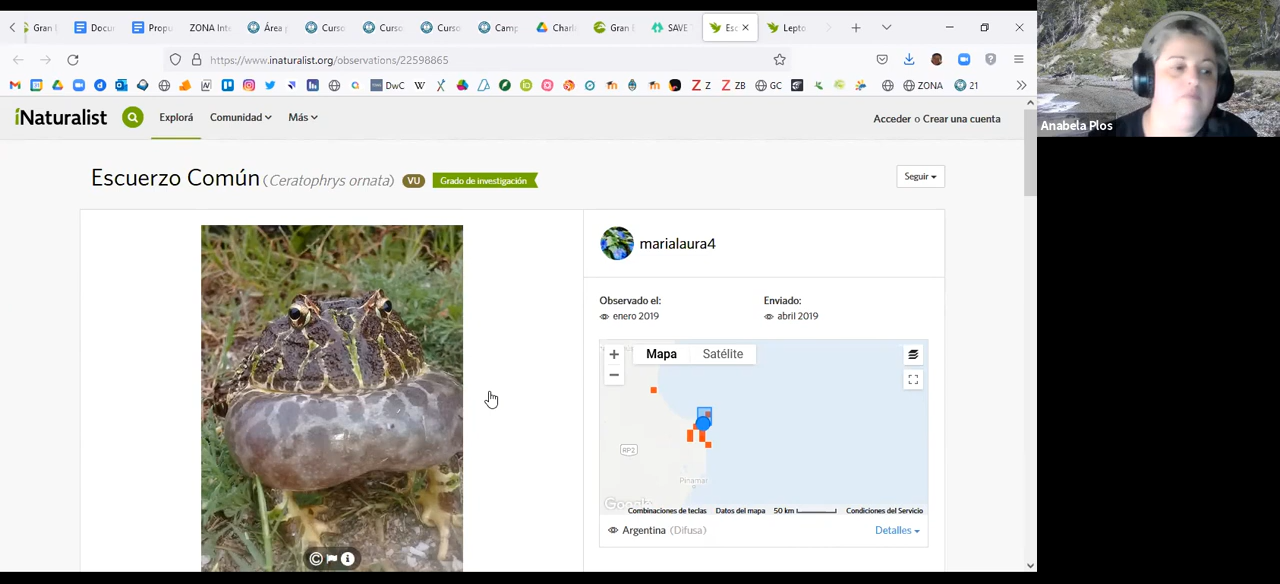 Gran
Docu
Propu
ZONA Inte
Área
Curso
Curso
Curso
Camp
Charl
Gran B
SAVE
Esc
Lepto
https://www.inaturalist.org/observations/22598865
DwC
Z Z
Z ZB
GC
ZONA
21
iNaturalist
Explorá
Comunidad
Más
Acceder o Crear una cuenta
Escuerzo Común (Ceratophrys ornata) VU Grado de investigación
Seguir
marialaura4
Observado el:
enero 2019
Enviado:
abril 2019
Mapa
Satélite
RP2
Pinamar
Google
Combinaciones de teclas
Datos del mapa
50 km
Condiciones del Servicio
Argentina (Difusa)
Detalles
Anabela Plos